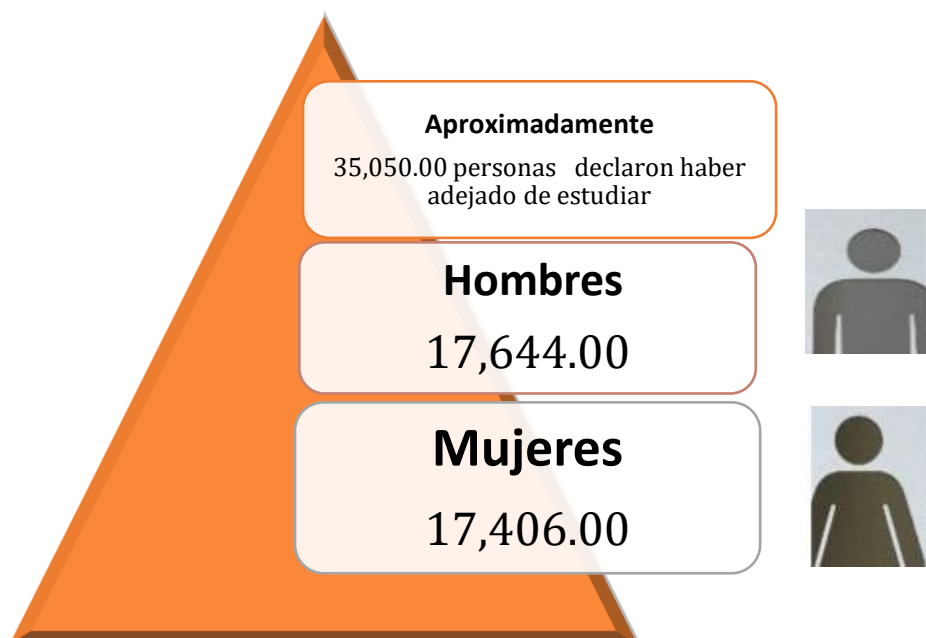 Aproximadamente
35,050.00 personas declaron haber
adejado de estudiar
Hombres
17,644.00
Mujeres
17,406.00